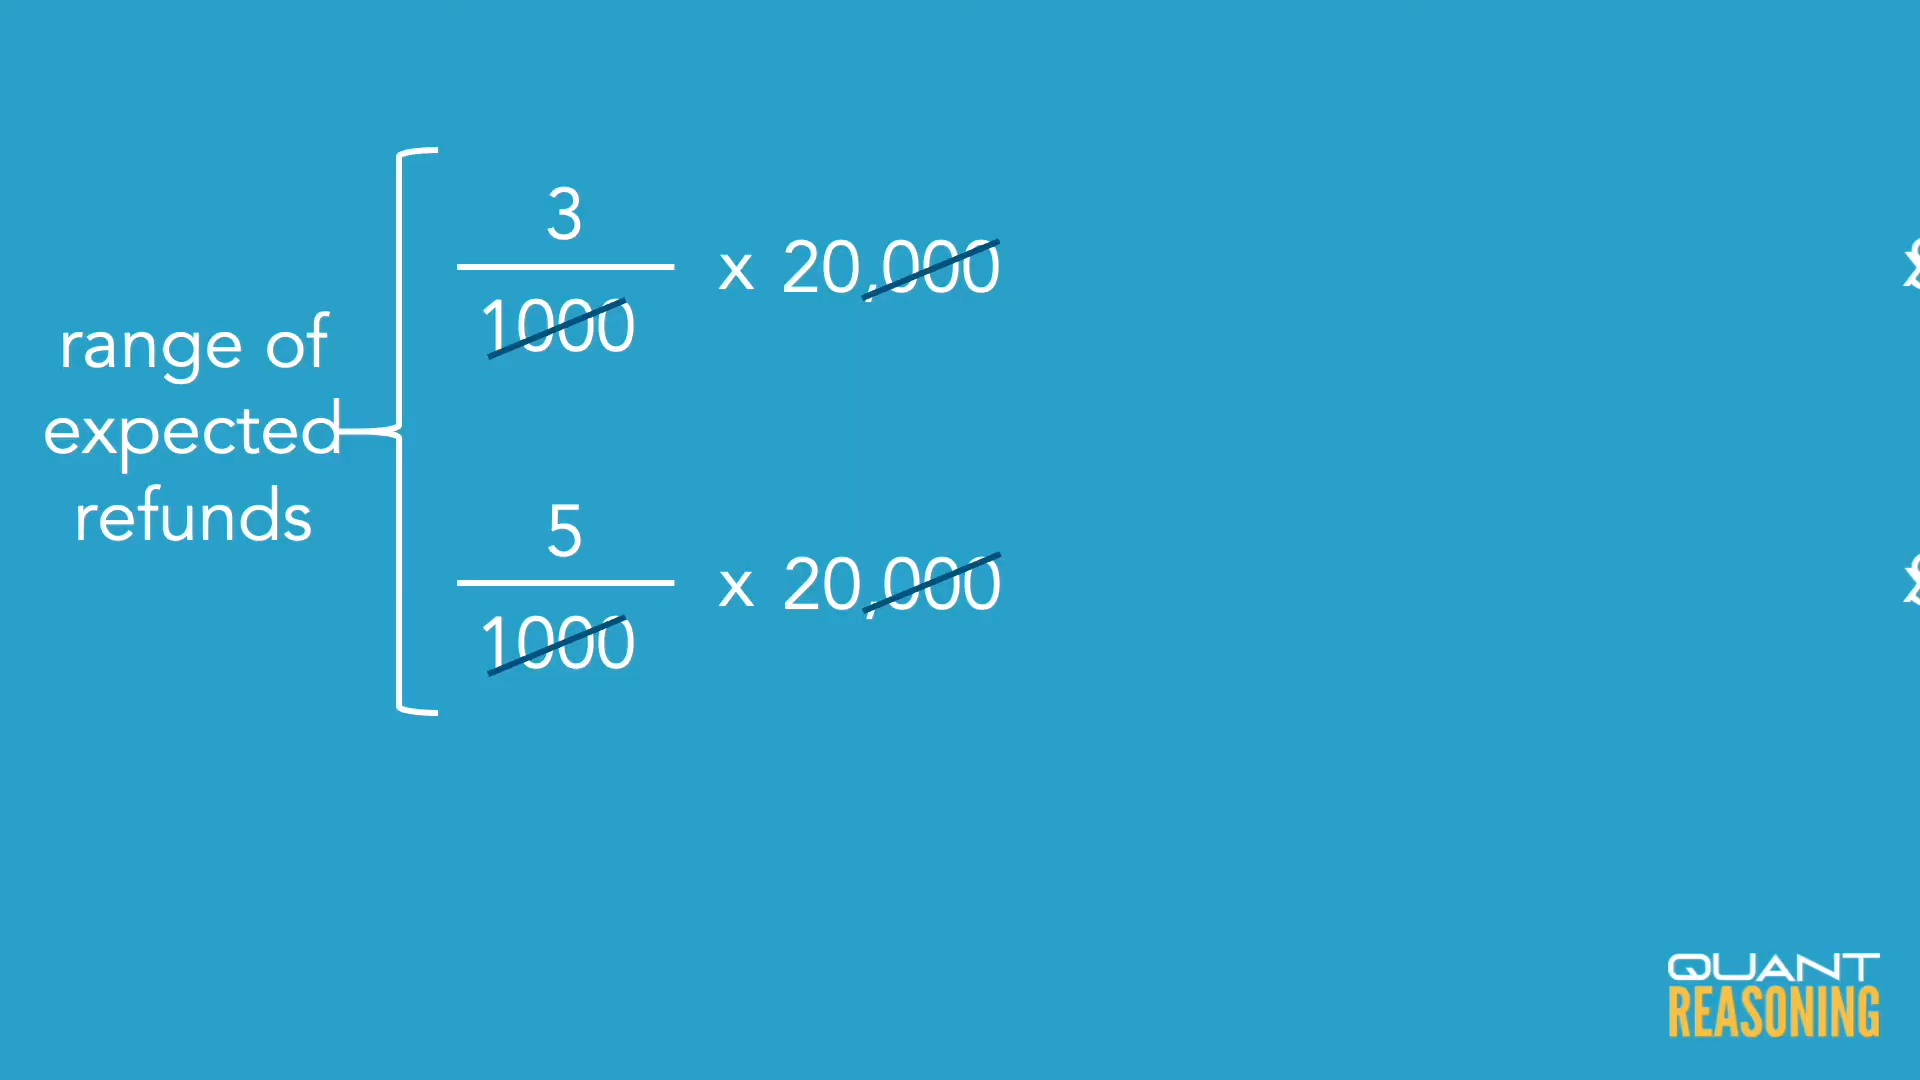 range of
expected
refunds
3
1000
x 20,000
5
1000
x 20,000
QUANT
REASONING